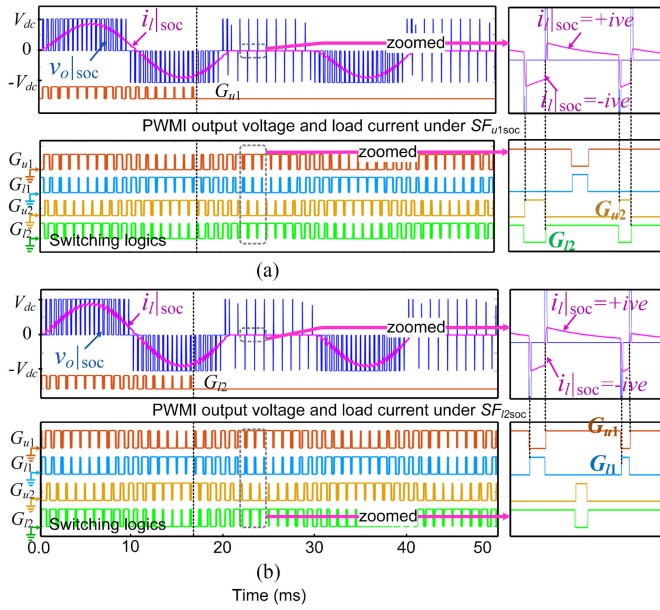 V_dc
0
-V_dc
i_l|soc
v_o|soc
G_u1
zoomed
i_l|soc=+ive
i_l|soc=-ive
PWMI output voltage and load current under SF_u1soc
G_u1
G_l1
G_u2
G_l2
Switching logics
zoomed
G_u2
G_l2
(a)
V_dc
0
-V_dc
i_l|soc
v_o|soc
G_l2
zoomed
i_l|soc=+ive
i_l|soc=-ive
PWMI output voltage and load current under SF_l2soc
G_u1
G_l1
G_u2
G_l2
Switching logics
zoomed
G_u1
G_l1
0.0 10 20 30 40 50
(b)
Time (ms)